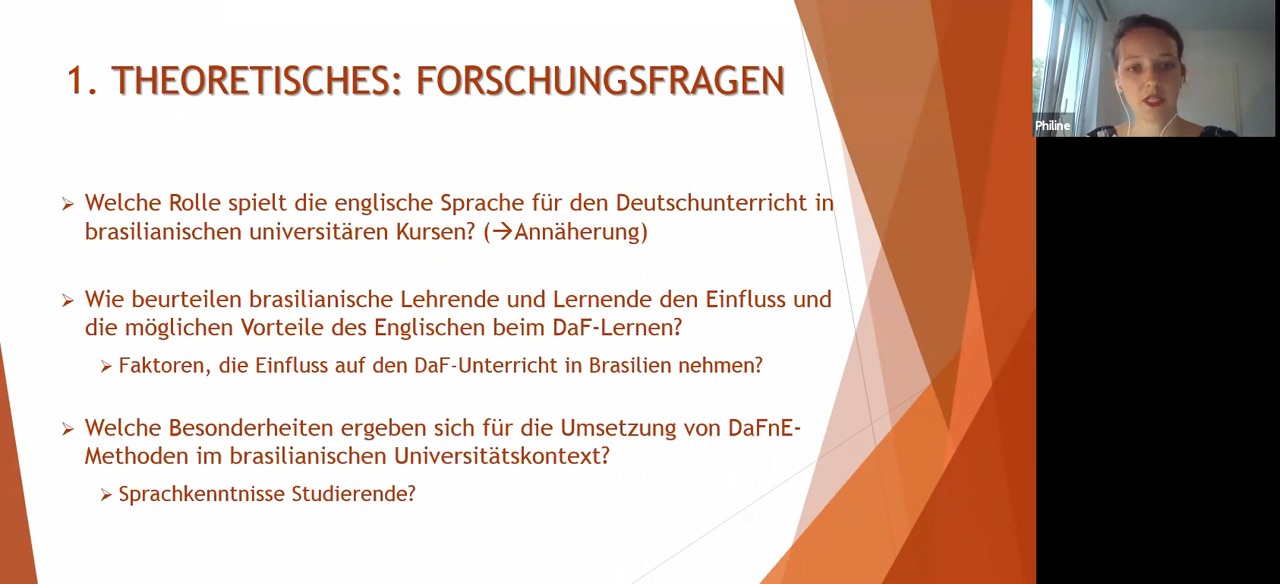 1. THEORETISCHES: FORSCHUNGSFRAGEN
Philine
➢ Welche Rolle spielt die englische Sprache für den Deutschunterricht in
brasilianischen universitären Kursen? (→Annäherung)
➢ Wie beurteilen brasilianische Lehrende und Lernende den Einfluss und
die möglichen Vorteile des Englischen beim DaF-Lernen?
➢ Faktoren, die Einfluss auf den DaF-Unterricht in Brasilien nehmen?
➢ Welche Besonderheiten ergeben sich für die Umsetzung von DaFnE-
Methoden im brasilianischen Universitätskontext?
➢ Sprachkenntnisse Studierende?